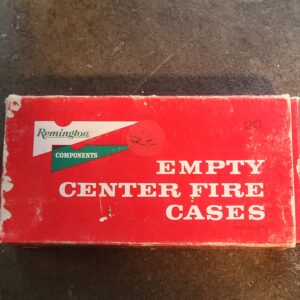 Remington
COMPONENTS
20
EMPTY
CENTER FIRE
CASES